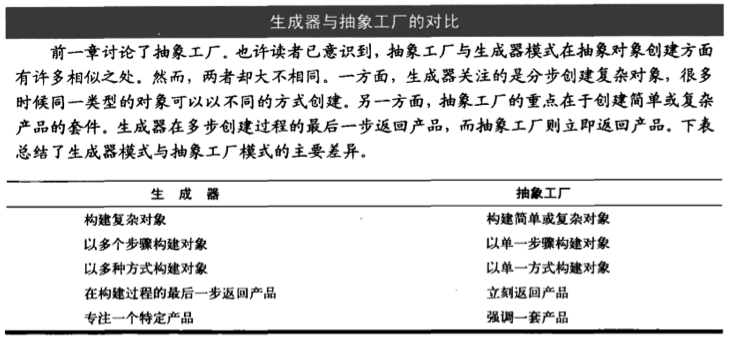 生成器与抽象工厂的对比
前一章讨论了抽象工厂。也许读者已意识到，抽象工厂与生成器模式在抽象对象创建方面
有许多相似之处。然而，两者却大不相同。一方面，生成器关注的是分步创建复杂对象，很多
时候同一类型的对象可以以不同的方式创建。另一方面，抽象工厂的重点在于创建简单或复杂
产品的套件。生成器在多步创建过程的最后一步返回产品，而抽象工厂则立即返回产品。下表
总结了生成器模式与抽象工厂模式的主要差异。
生 成 器 抽象工厂
构建复杂对象 构建简单或复杂对象
以多个步骤构建对象 以单一步骤构建对象
以多种方式构建对象 以单一方式构建对象
在构建过程的最后一步返回产品 立刻返回产品
专注一个特定产品 强调一套产品